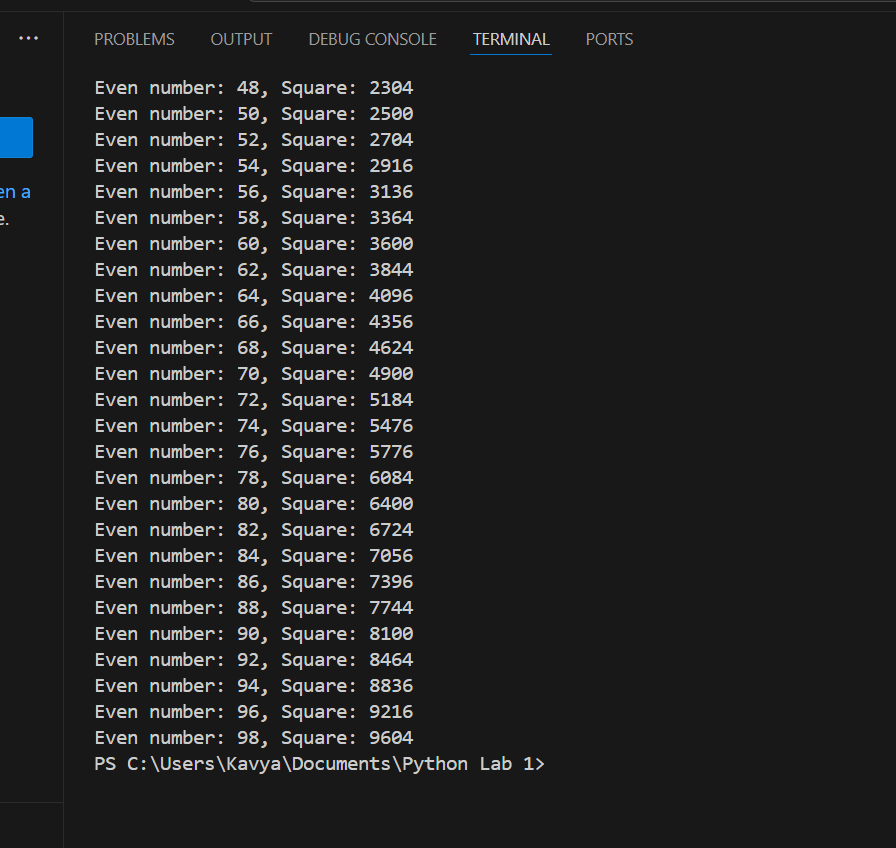 ... PROBLEMS OUTPUT DEBUG CONSOLE TERMINAL PORTS
en a
e.
Even number: 48, Square: 2304
Even number: 50, Square: 2500
Even number: 52, Square: 2704
Even number: 54, Square: 2916
Even number: 56, Square: 3136
Even number: 58, Square: 3364
Even number: 60, Square: 3600
Even number: 62, Square: 3844
Even number: 64, Square: 4096
Even number: 66, Square: 4356
Even number: 68, Square: 4624
Even number: 70, Square: 4900
Even number: 72, Square: 5184
Even number: 74, Square: 5476
Even number: 76, Square: 5776
Even number: 78, Square: 6084
Even number: 80, Square: 6400
Even number: 82, Square: 6724
Even number: 84, Square: 7056
Even number: 86, Square: 7396
Even number: 88, Square: 7744
Even number: 90, Square: 8100
Even number: 92, Square: 8464
Even number: 94, Square: 8836
Even number: 96, Square: 9216
Even number: 98, Square: 9604
PS C:\Users\Kavya\Documents\Python Lab 1>